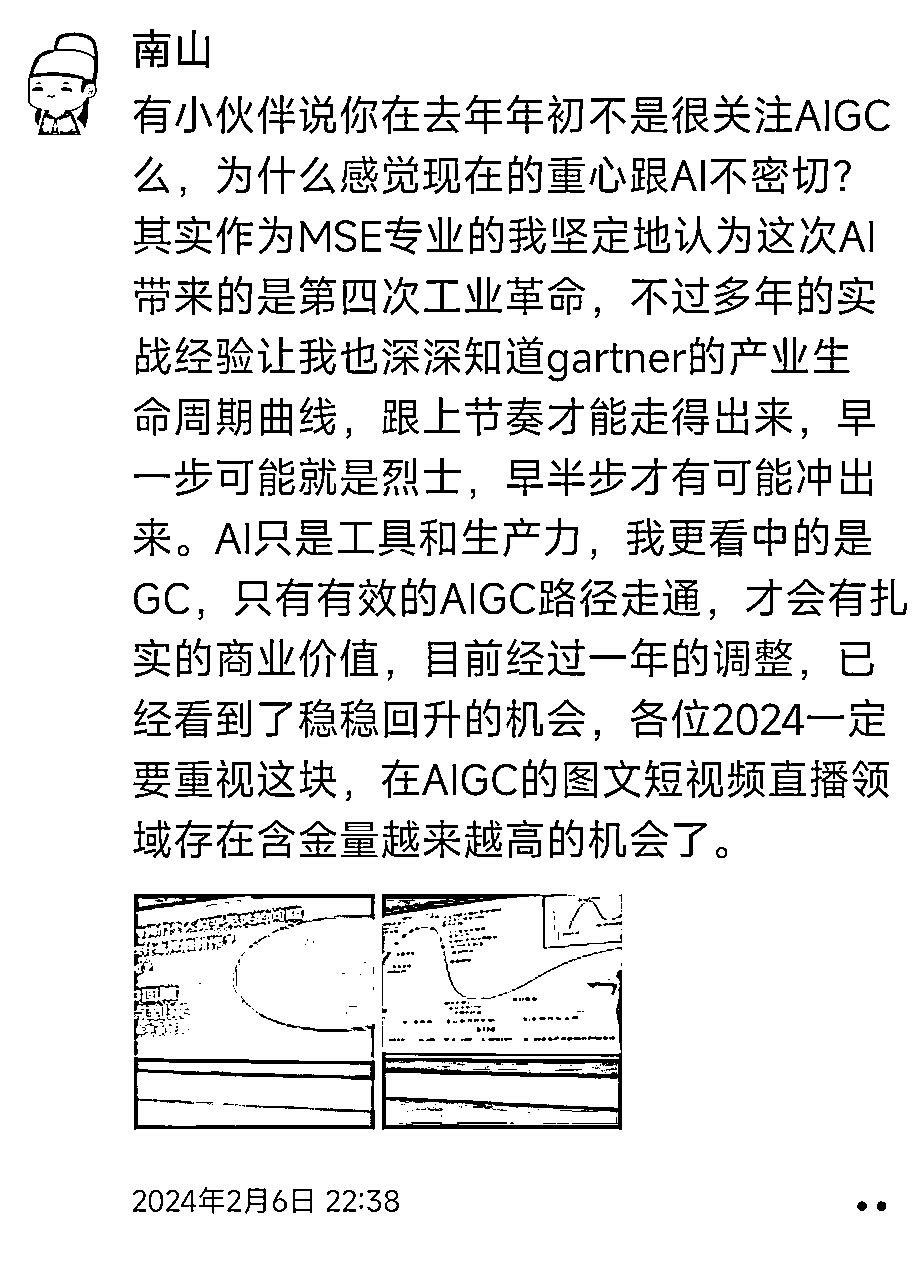 南山
有小伙伴说你在去年年初不是很关注AIGC
么，为什么感觉现在的重心跟AI不密切？
其实作为MSE专业的我坚定地认为这次AI
带来的是第四次工业革命，不过多年的实
战经验让我也深深知道gartner的产业生
命周期曲线，跟上节奏才能走得出来，早
一步可能就是烈士，早半步才有可能冲出
来。AI只是工具和生产力，我更看中的是
GC，只有有效的AIGC路径走通，才会有扎
实的商业价值，目前经过一年的调整，已
经看到了稳稳回升的机会，各位2024一定
要重视这块，在AIGC的图文短视频直播领
域存在含金量越来越高的机会了。
2024年2月6日 22:38